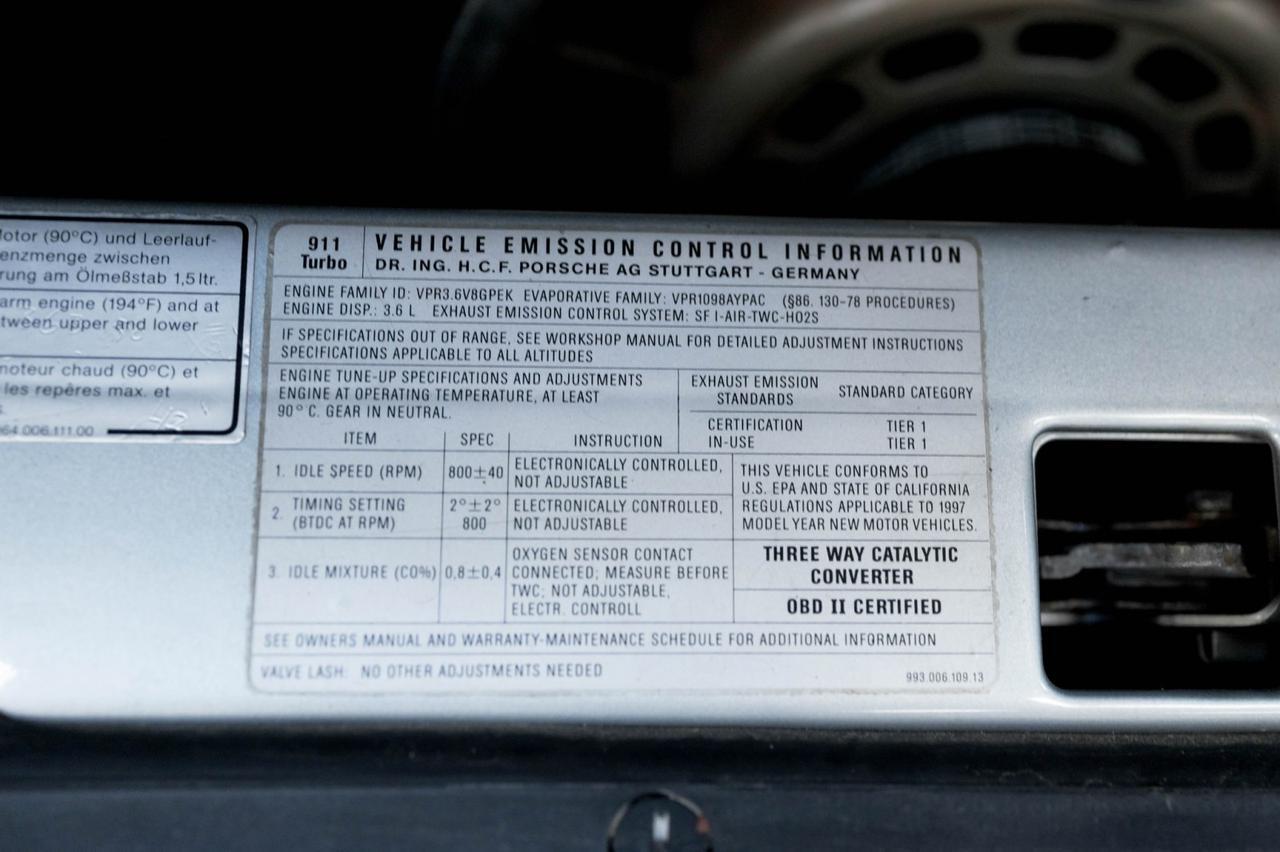 otor (90°C) und Leerlauf-
enzmenge zwischen
rung am Ölmeßstab 1,5 ltr.
arm engine (194°F) and at
tween upper and lower
moteur chaud (90°C) et
les repères max. et
964.006.111.00
911
Turbo
VEHICLE EMISSION CONTROL INFORMATION
DR. ING. H.C.F. PORSCHE AG STUTTGART - GERMANY
ENGINE FAMILY ID: VPR3.6V8GPEK EVAPORATIVE FAMILY: VPR1098AYPAC (§86. 130-78 PROCEDURES)
ENGINE DISP.: 3.6 L EXHAUST EMISSION CONTROL SYSTEM: SF I-AIR-TWC-HO2S
IF SPECIFICATIONS OUT OF RANGE, SEE WORKSHOP MANUAL FOR DETAILED ADJUSTMENT INSTRUCTIONS
SPECIFICATIONS APPLICABLE TO ALL ALTITUDES
ENGINE TUNE-UP SPECIFICATIONS AND ADJUSTMENTS
ENGINE AT OPERATING TEMPERATURE, AT LEAST
90°C. GEAR IN NEUTRAL.
EXHAUST EMISSION
STANDARDS
STANDARD CATEGORY
CERTIFICATION TIER 1
IN-USE TIER 1
ITEM SPEC INSTRUCTION
1. IDLE SPEED (RPM) 800±40 ELECTRONICALLY CONTROLLED,
NOT ADJUSTABLE
2. TIMING SETTING
(BTDC AT RPM)
2°±2°
800
ELECTRONICALLY CONTROLLED,
NOT ADJUSTABLE
3. IDLE MIXTURE (CO%) 0,8±0,4
OXYGEN SENSOR CONTACT
CONNECTED; MEASURE BEFORE
TWC; NOT ADJUSTABLE,
ELECTR. CONTROLL
THIS VEHICLE CONFORMS TO
U.S. EPA AND STATE OF CALIFORNIA
REGULATIONS APPLICABLE TO 1997
MODEL YEAR NEW MOTOR VEHICLES.
THREE WAY CATALYTIC
CONVERTER
OBD II CERTIFIED
SEE OWNERS MANUAL AND WARRANTY-MAINTENANCE SCHEDULE FOR ADDITIONAL INFORMATION
VALVE LASH: NO OTHER ADJUSTMENTS NEEDED
993.006.109.13